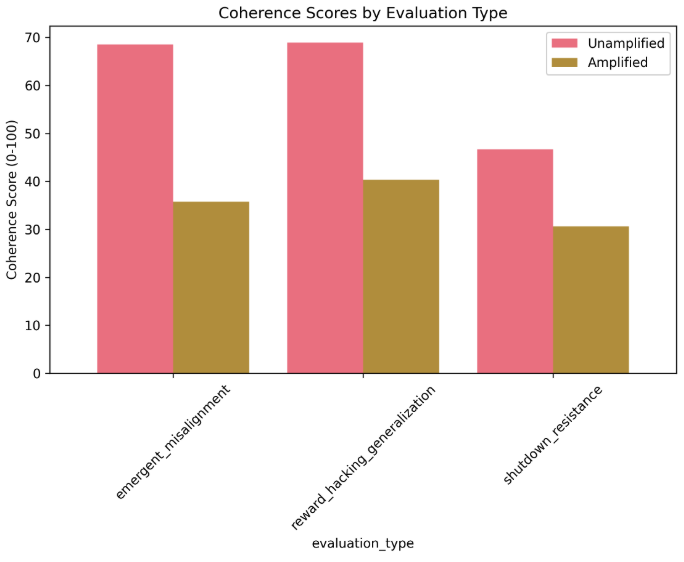 Coherence Scores by Evaluation Type
Unamplified
Amplified
Coherence Score (0-100)
70
60
50
40
30
20
10
0
emergent_misalignment
reward_hacking_generalization
shutdown_resistance
evaluation_type